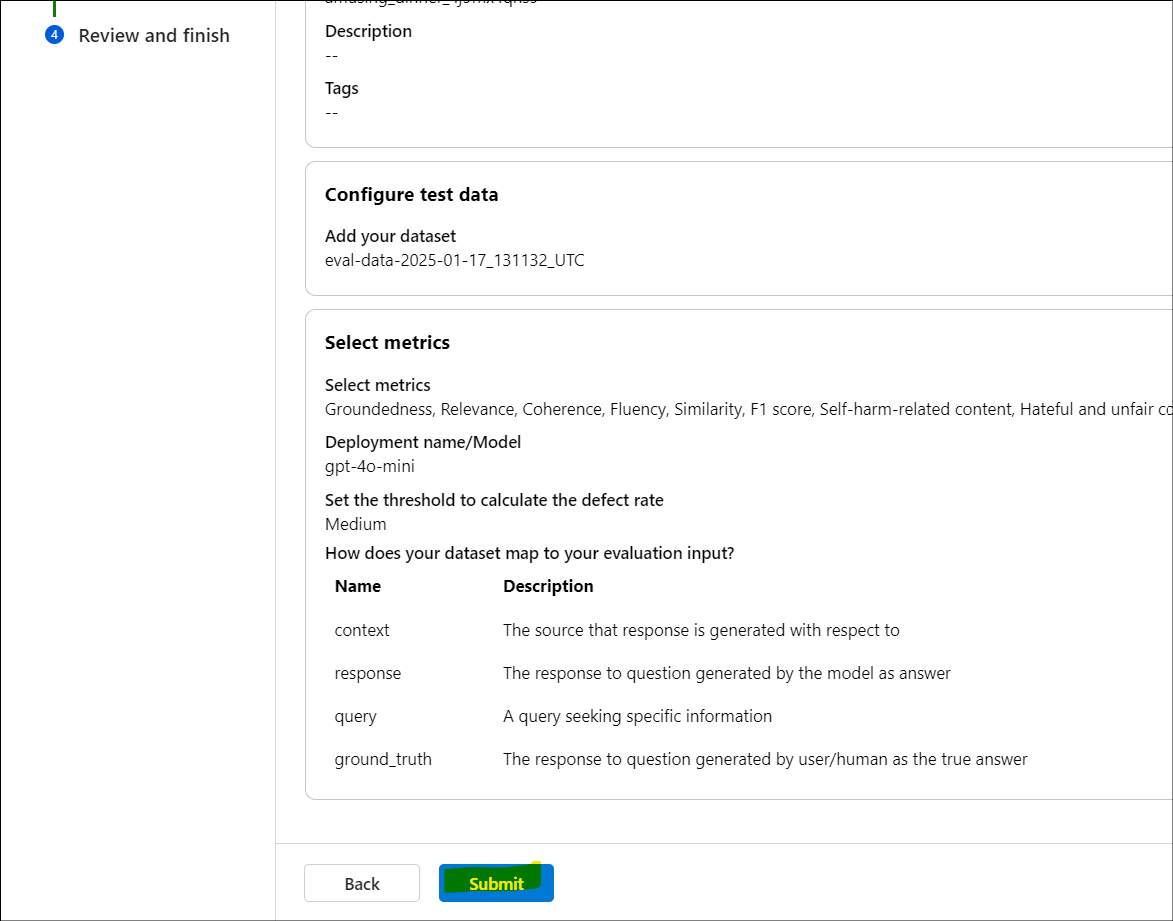 4 Review and finish
Description
--
Tags
--
Configure test data
Add your dataset
eval-data-2025-01-17_131132_UTC
Select metrics
Select metrics
Groundedness, Relevance, Coherence, Fluency, Similarity, F1 score, Self-harm-related content, Hateful and unfair
Deployment name/Model
gpt-4o-mini
Set the threshold to calculate the defect rate
Medium
How does your dataset map to your evaluation input?
Name Description
context The source that response is generated with respect to
response The response to question generated by the model as answer
query A query seeking specific information
ground_truth The response to question generated by user/human as the true answer
Back Submit